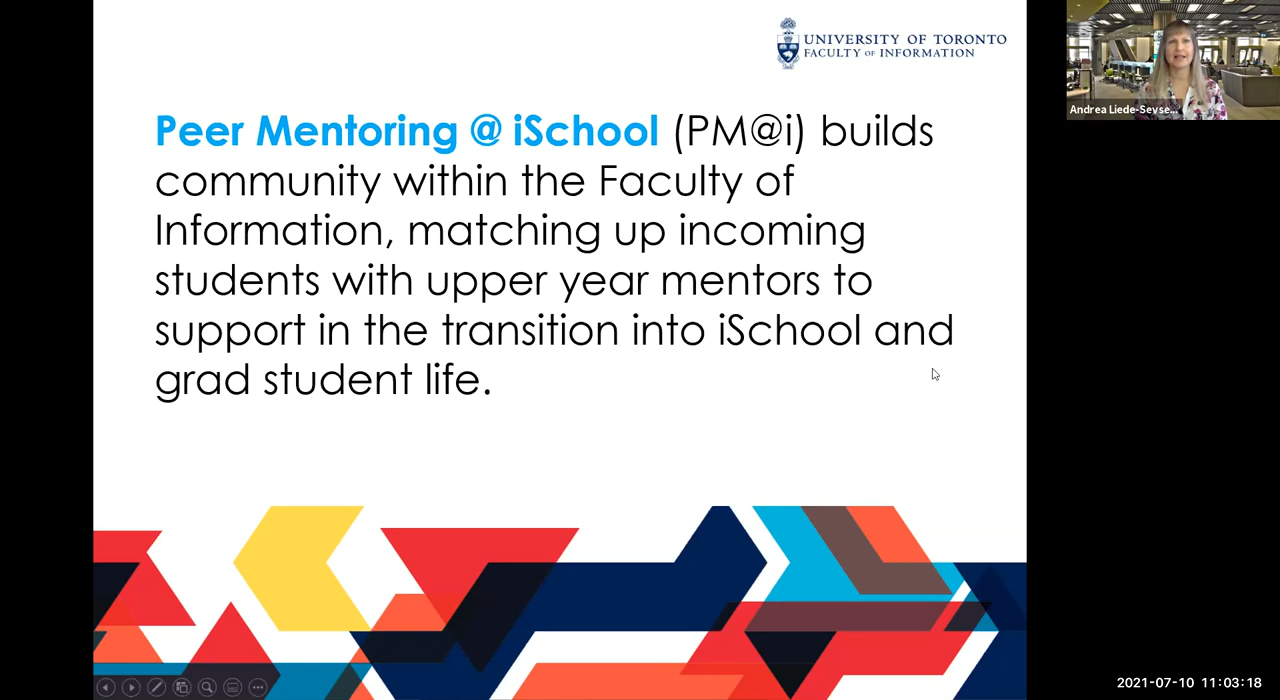 UNIVERSITY OF TORONTO
FACULTY OF INFORMATION
Andrea Liede-Sevse...
Peer Mentoring @ iSchool (PM@i) builds
community within the Faculty of
Information, matching up incoming
students with upper year mentors to
support in the transition into iSchool and
grad student life.
2021-07-10 11:03:18